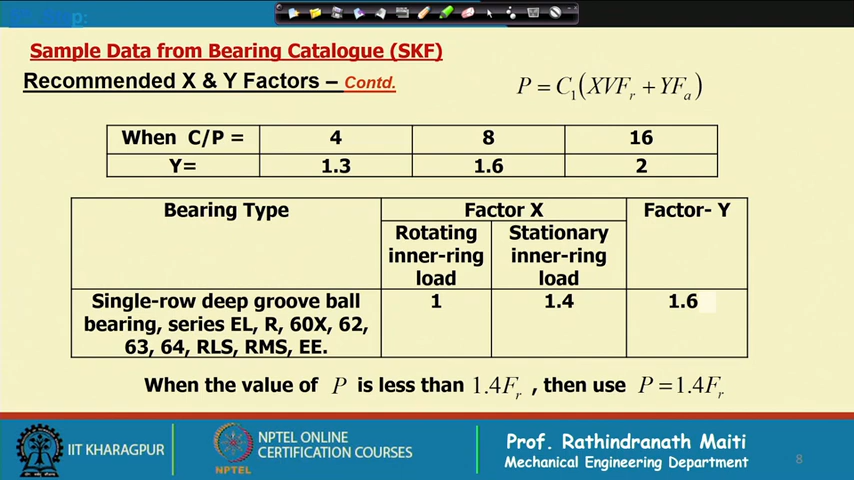 Sample Data from Bearing Catalogue (SKF)
Recommended X & Y Factors – Contd.
P = C₁(XVFᵣ + YFₐ)
When C/P = 4 8 16
Y= 1.3 1.6 2
Bearing Type Factor X Factor- Y
Rotating inner-ring load
Stationary inner-ring load
Single-row deep groove ball
bearing, series EL, R, 60X, 62,
63, 64, RLS, RMS, EE.
1 1.4 1.6
When the value of P is less than 1.4Fᵣ , then use P = 1.4Fᵣ
IIT KHARAGPUR
NPTEL
NPTEL ONLINE
CERTIFICATION COURSES
Prof. Rathindranath Maiti
Mechanical Engineering Department
8